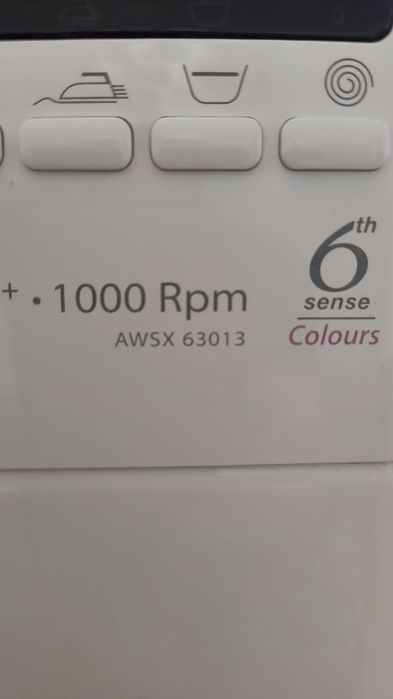 + • 1000 Rpm
AWSX 63013
6th
sense
Colours